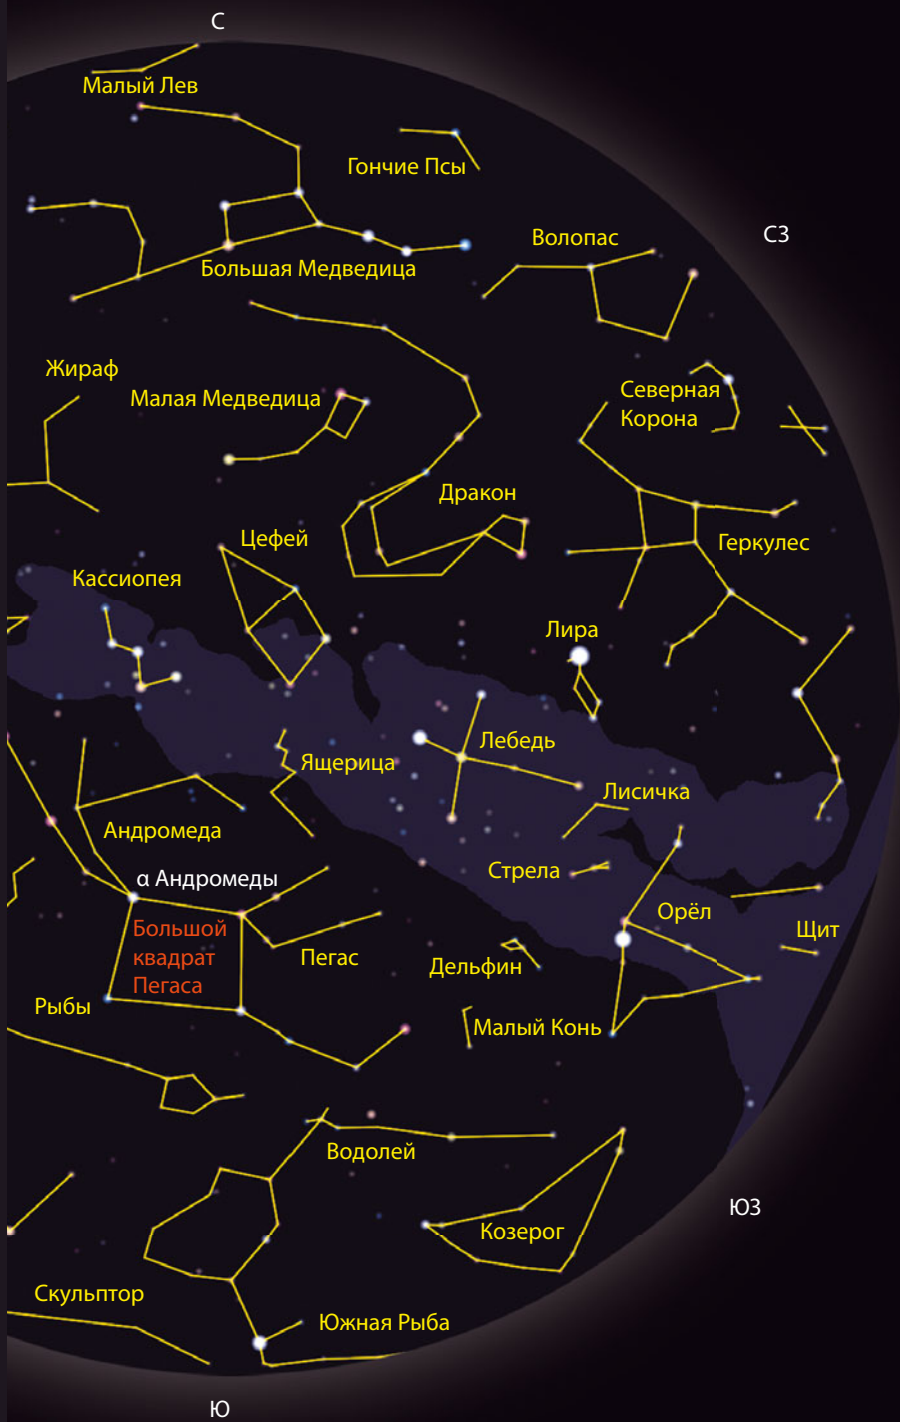 С
Малый Лев
Гончие Псы
СЗ
Волопас
Большая Медведица
Жираф
Малая Медведица
Северная
Корона
Дракон
Цефей
Геркулес
Кассиопея
Лира
Лебедь
Ящерица
Лисичка
Андромеда
Стрела
α Андромеды
Орёл
Большой
квадрат
Пегаса
Щит
Пегас
Дельфин
Рыбы
Малый Конь
Водолей
ЮЗ
Козерог
Скульптор
Южная Рыба
Ю